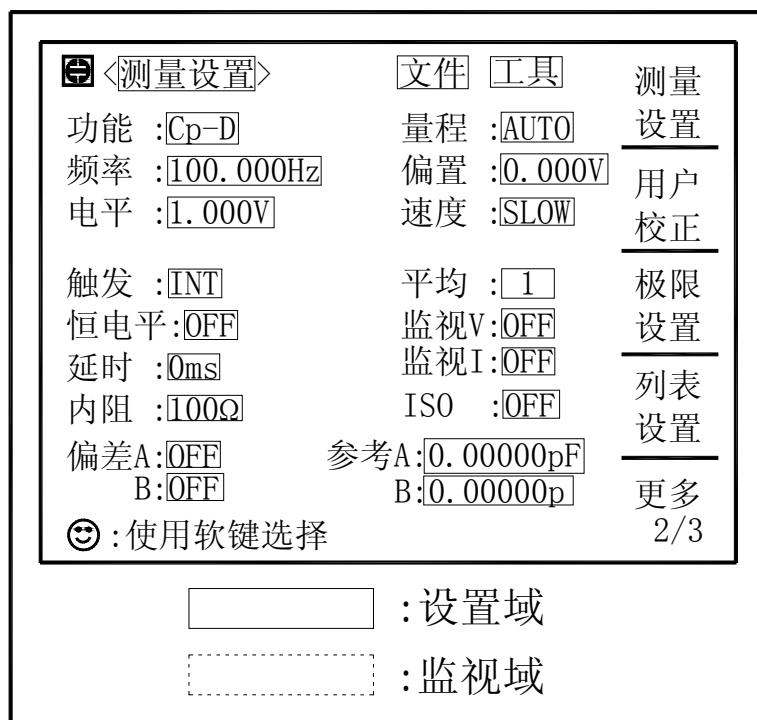 <测量设置> 文件 工具
功能 :Cp-D 量程 :AUTO
频率 :100.000Hz 偏置 :0.000V
电平 :1.000V 速度 :SLOW
触发 :INT 平均 : 1
恒电平:OFF 监视V:OFF
延时 :0ms 监视I:OFF
内阻 :100Ω ISO :OFF
偏差A:OFF 参考A:0.00000pF
B:OFF B:0.00000p
:使用软键选择
测量
设置
用户
校正
极限
设置
列表
设置
更多
2/3
:设置域
:监视域